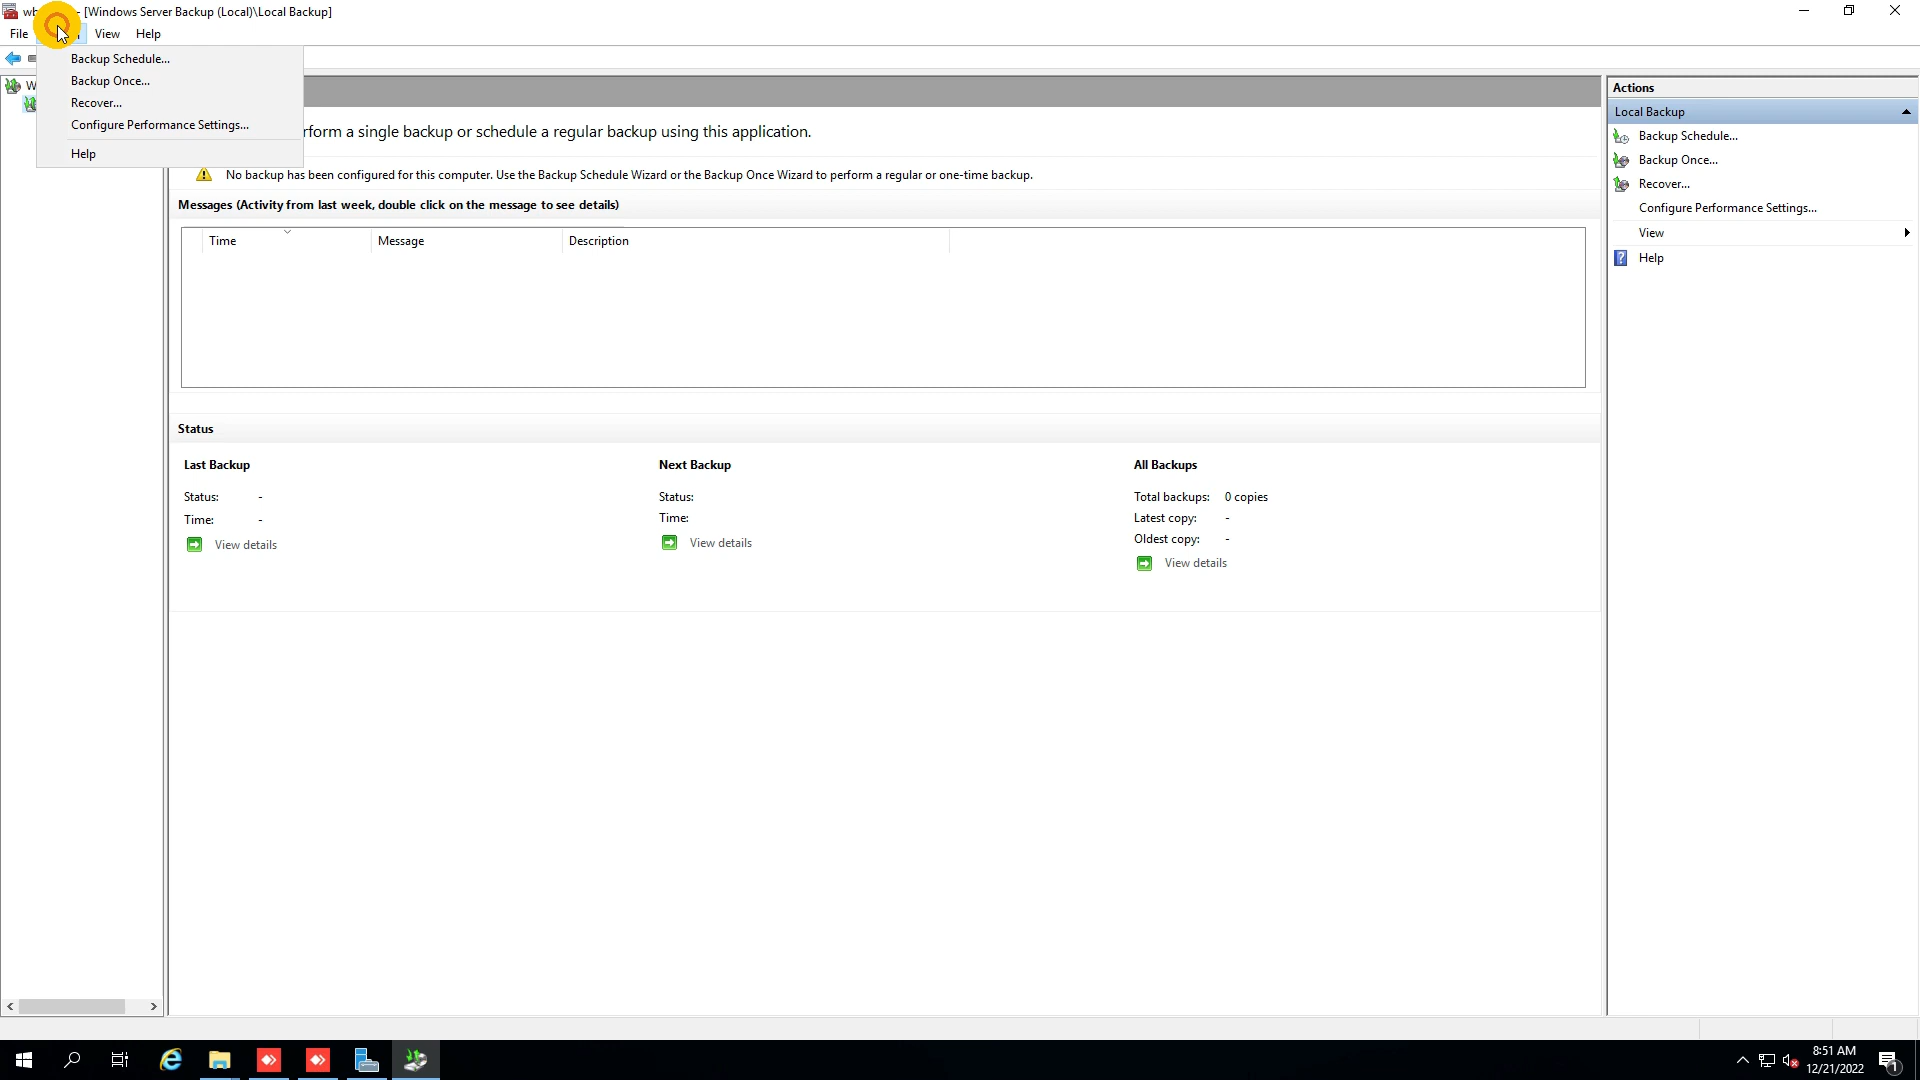 [Windows Server Backup (Local)\Local Backup]
File View Help
Backup Schedule...
Backup Once...
Recover...
Configure Performance Settings...
Help
rform a single backup or schedule a regular backup using this application.
No backup has been configured for this computer. Use the Backup Schedule Wizard or the Backup Once Wizard to perform a regular or one-time backup.
Messages (Activity from last week, double click on the message to see details)
Time Message Description
Status
Last Backup
Status: -
Time: -
View details
Next Backup
Status:
Time:
View details
All Backups
Total backups: 0 copies
Latest copy: -
Oldest copy: -
View details
Actions
Local Backup
Backup Schedule...
Backup Once...
Recover...
Configure Performance Settings...
View
Help
8:51 AM
12/21/2022
1